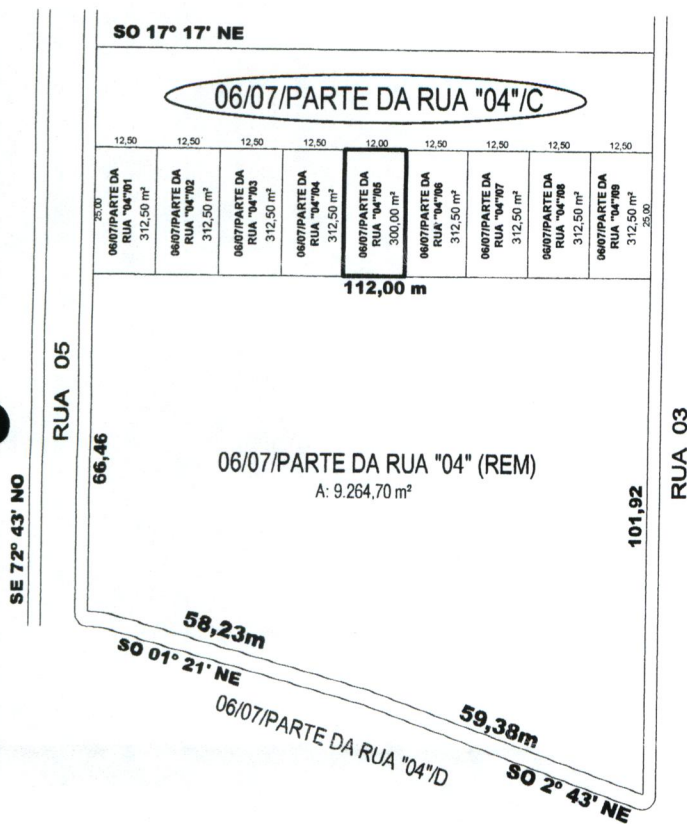 SO 17° 17' NE
06/07/PARTE DA RUA "04"/C
12,50
12,50
12,50
12,50
12,00
12,50
12,50
12,50
12,50
25,00
06/07/PARTE DA
RUA "04"/01
312,50 m²
06/07/PARTE DA
RUA "04"/02
312,50 m²
06/07/PARTE DA
RUA "04"/03
312,50 m²
06/07/PARTE DA
RUA "04"/04
312,50 m²
06/07/PARTE DA
RUA "04"/05
300,00 m²
06/07/PARTE DA
RUA "04"/06
312,50 m²
06/07/PARTE DA
RUA "04"/07
312,50 m²
06/07/PARTE DA
RUA "04"/08
312,50 m²
06/07/PARTE DA
RUA "04"/09
312,50 m²
25,00
112,00 m
RUA 05
RUA 03
66,46
06/07/PARTE DA RUA "04" (REM)
A: 9.264,70 m²
101,92
SE 72° 43' NO
58,23m
SO 01° 21' NE
06/07/PARTE DA RUA "04"/D
59,38m
SO 2° 43' NE